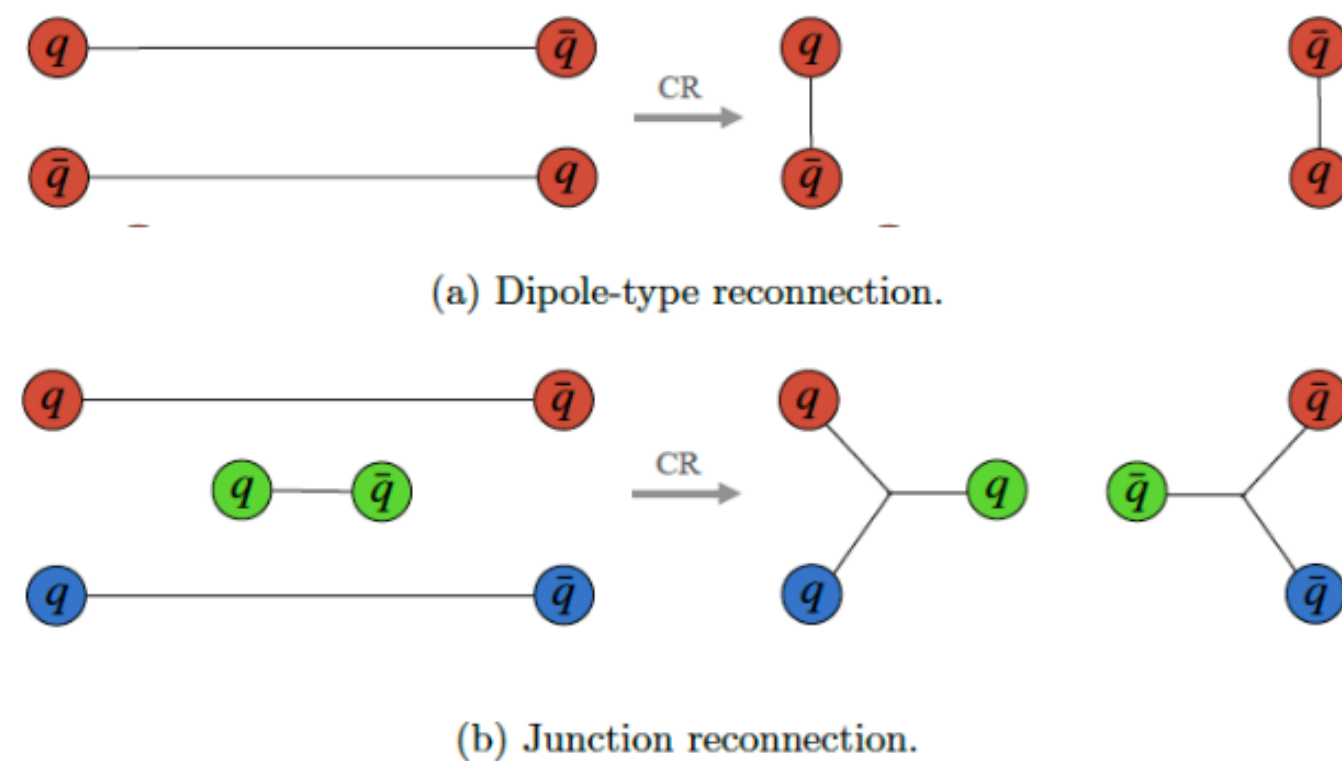 q q̄ q q̄
CR
q̄ q q̄ q
(a) Dipole-type reconnection.
q q̄ q q̄
CR
q q̄ q q̄
q q̄ q q̄
(b) Junction reconnection.